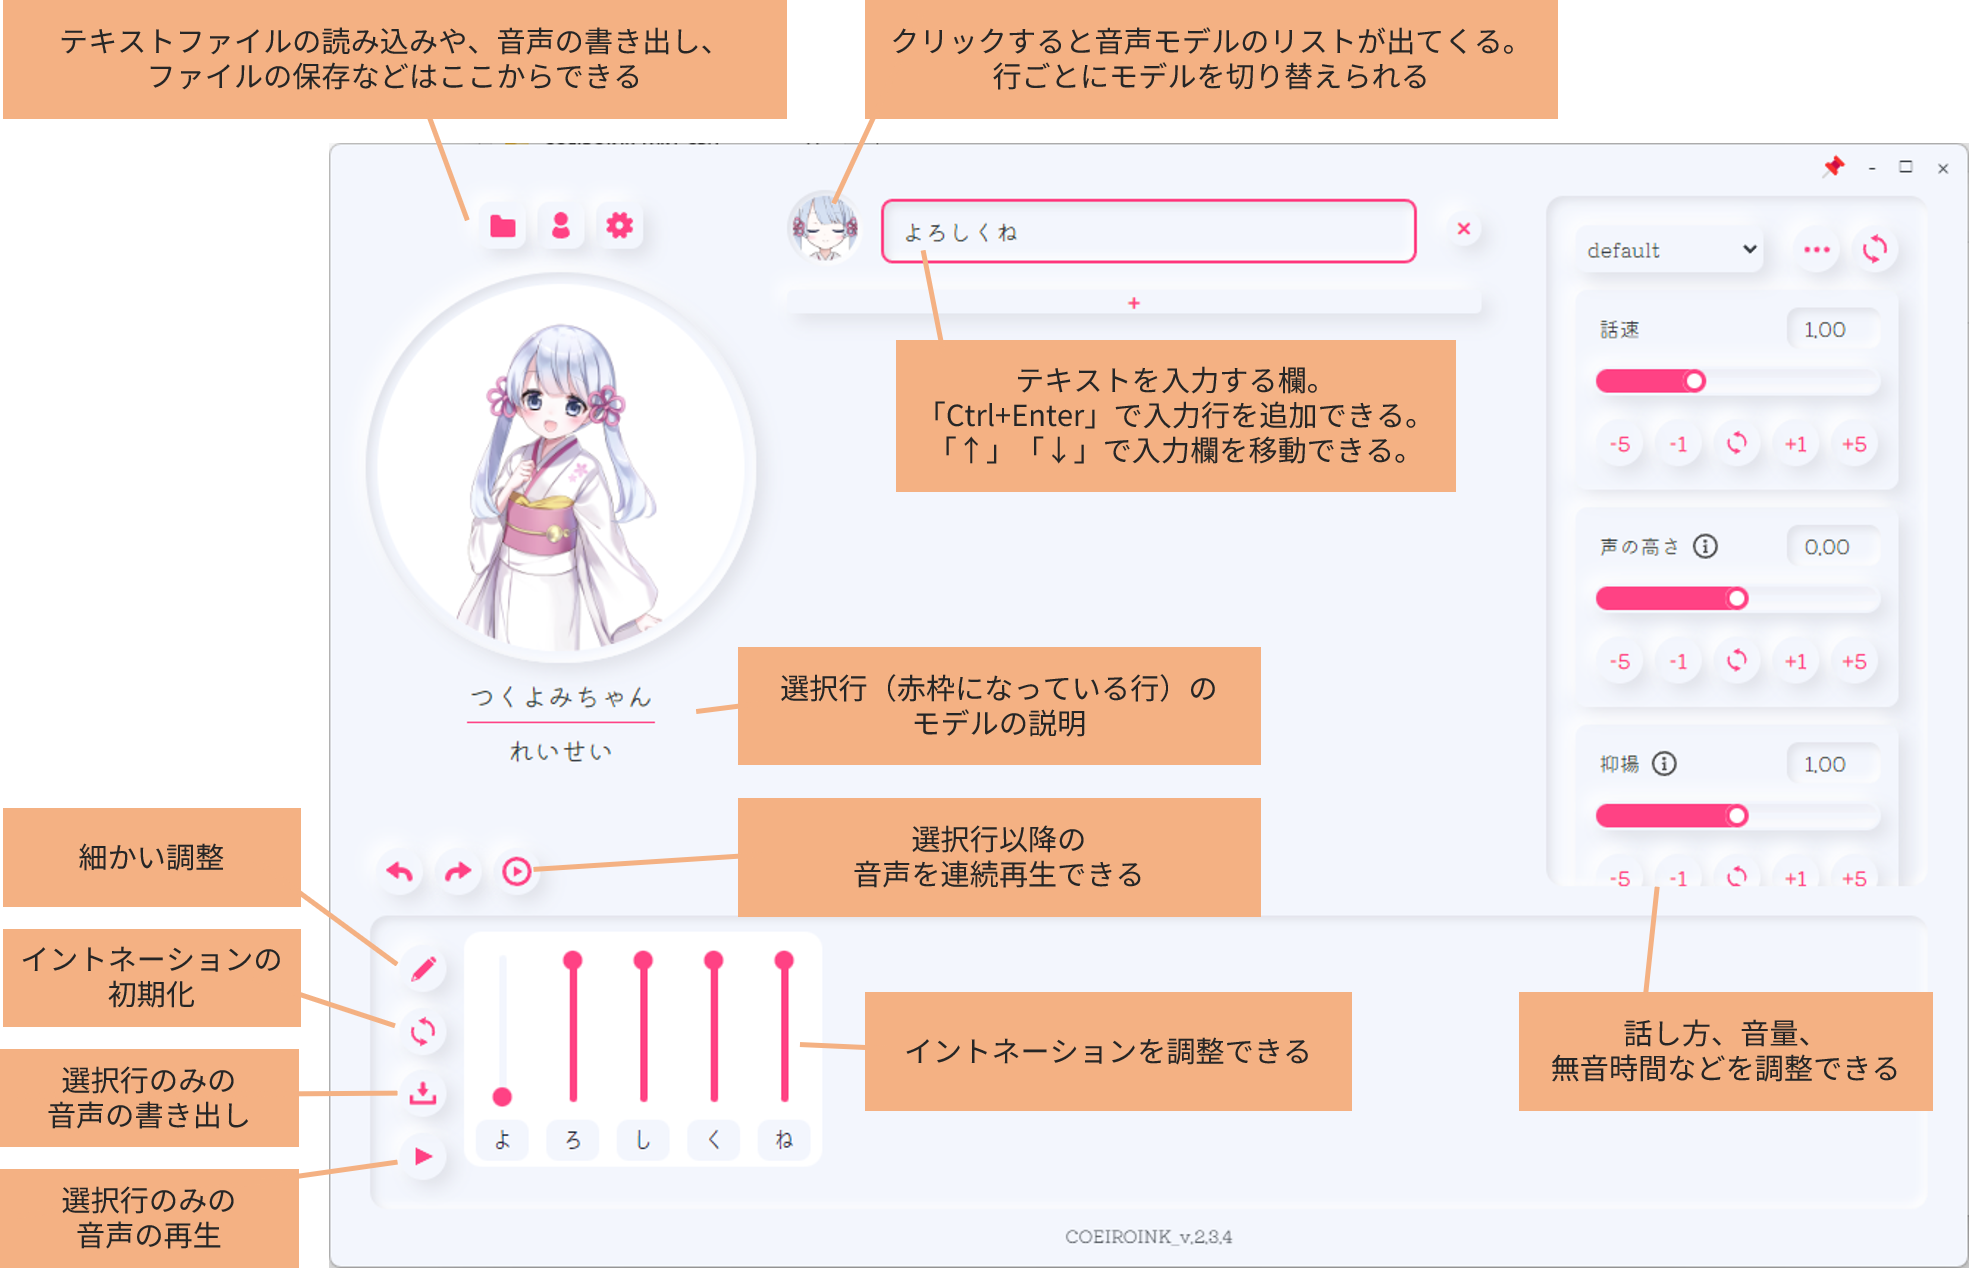 テキストファイルの読み込みや、音声の書き出し、
ファイルの保存などはここからできる
クリックすると音声モデルのリストが出てくる。
行ごとにモデルを切り替えられる
よろしくね
×
+
テキストを入力する欄。
「Ctrl+Enter」で入力行を追加できる。
「↑」「↓」で入力欄を移動できる。
default
話速
1.00
-5 -1 +1 +5
声の高さ
0.00
-5 -1 +1 +5
抑揚
1.00
-5 -1 +1 +5
つくよみちゃん
れいせい
選択行(赤枠になっている行)の
モデルの説明
選択行以降の
音声を連続再生できる
細かい調整
イントネーションの
初期化
選択行のみの
音声の書き出し
選択行のみの
音声の再生
よ ろ し く ね
イントネーションを調整できる
話し方、音量、
無音時間などを調整できる
COEIROINK_v.2.3.4